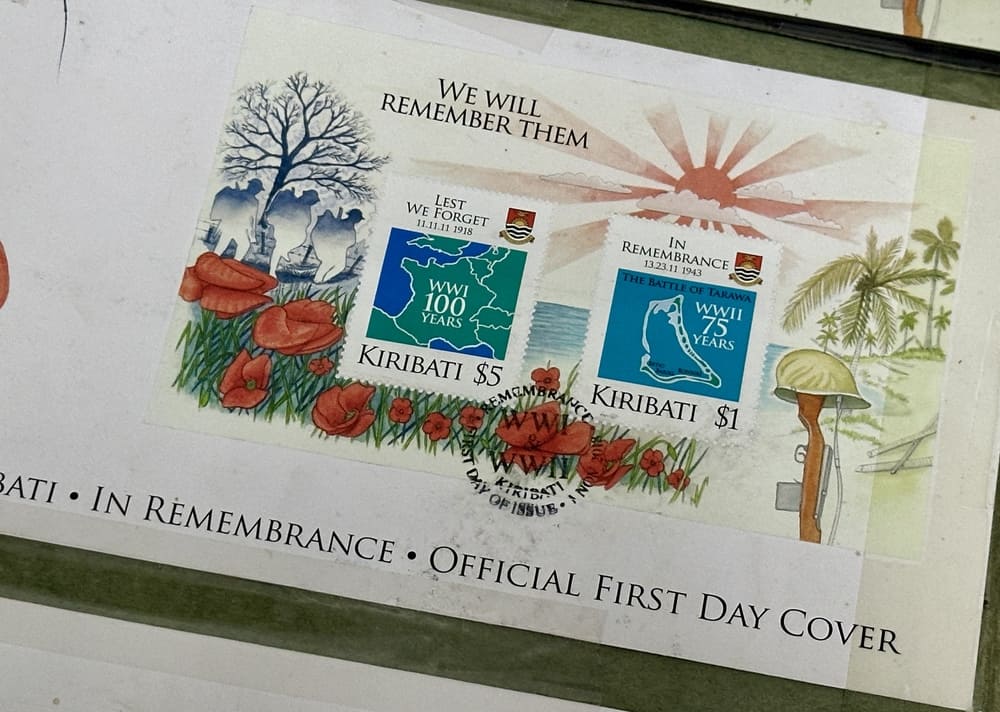 WE WILL
REMEMBER THEM
LEST
WE FORGET
11.11.11 1918
WWI
100
YEARS
KIRIBATI $5
IN
REMEMBRANCE
13.23.11 1943
THE BATTLE OF TARAWA
WWII
75
YEARS
KIRIBATI $1
REMEMBRANCE
WWI
&
WWII
KIRIBATI
FIRST DAY OF ISSUE • 1 NOV
BATI • IN REMEMBRANCE • OFFICIAL FIRST DAY COVER